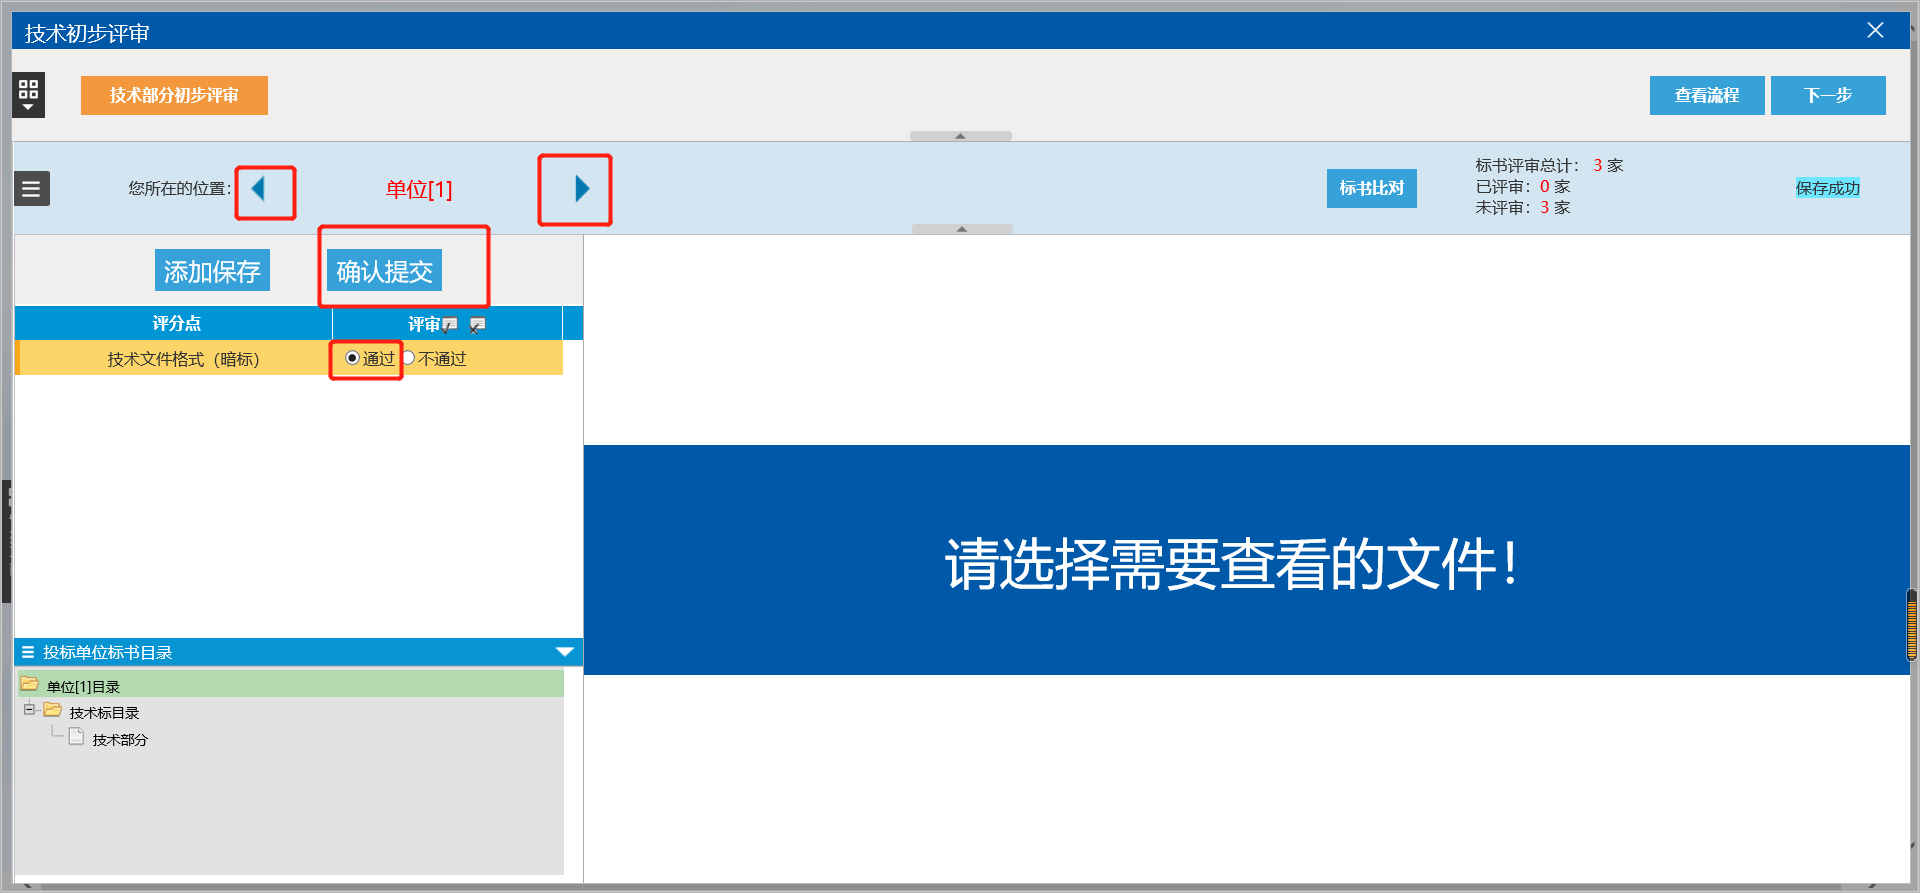 技术初步评审
技术部分初步评审
查看流程
下一步
您所在的位置：
单位[1]
标书比对
标书评审总计： 3 家
已评审：0 家
未评审：3 家
保存成功
添加保存
确认提交
评分点
评审
技术文件格式（暗标）
通过
不通过
请选择需要查看的文件！
投标单位标书目录
单位[1]目录
技术标目录
技术部分